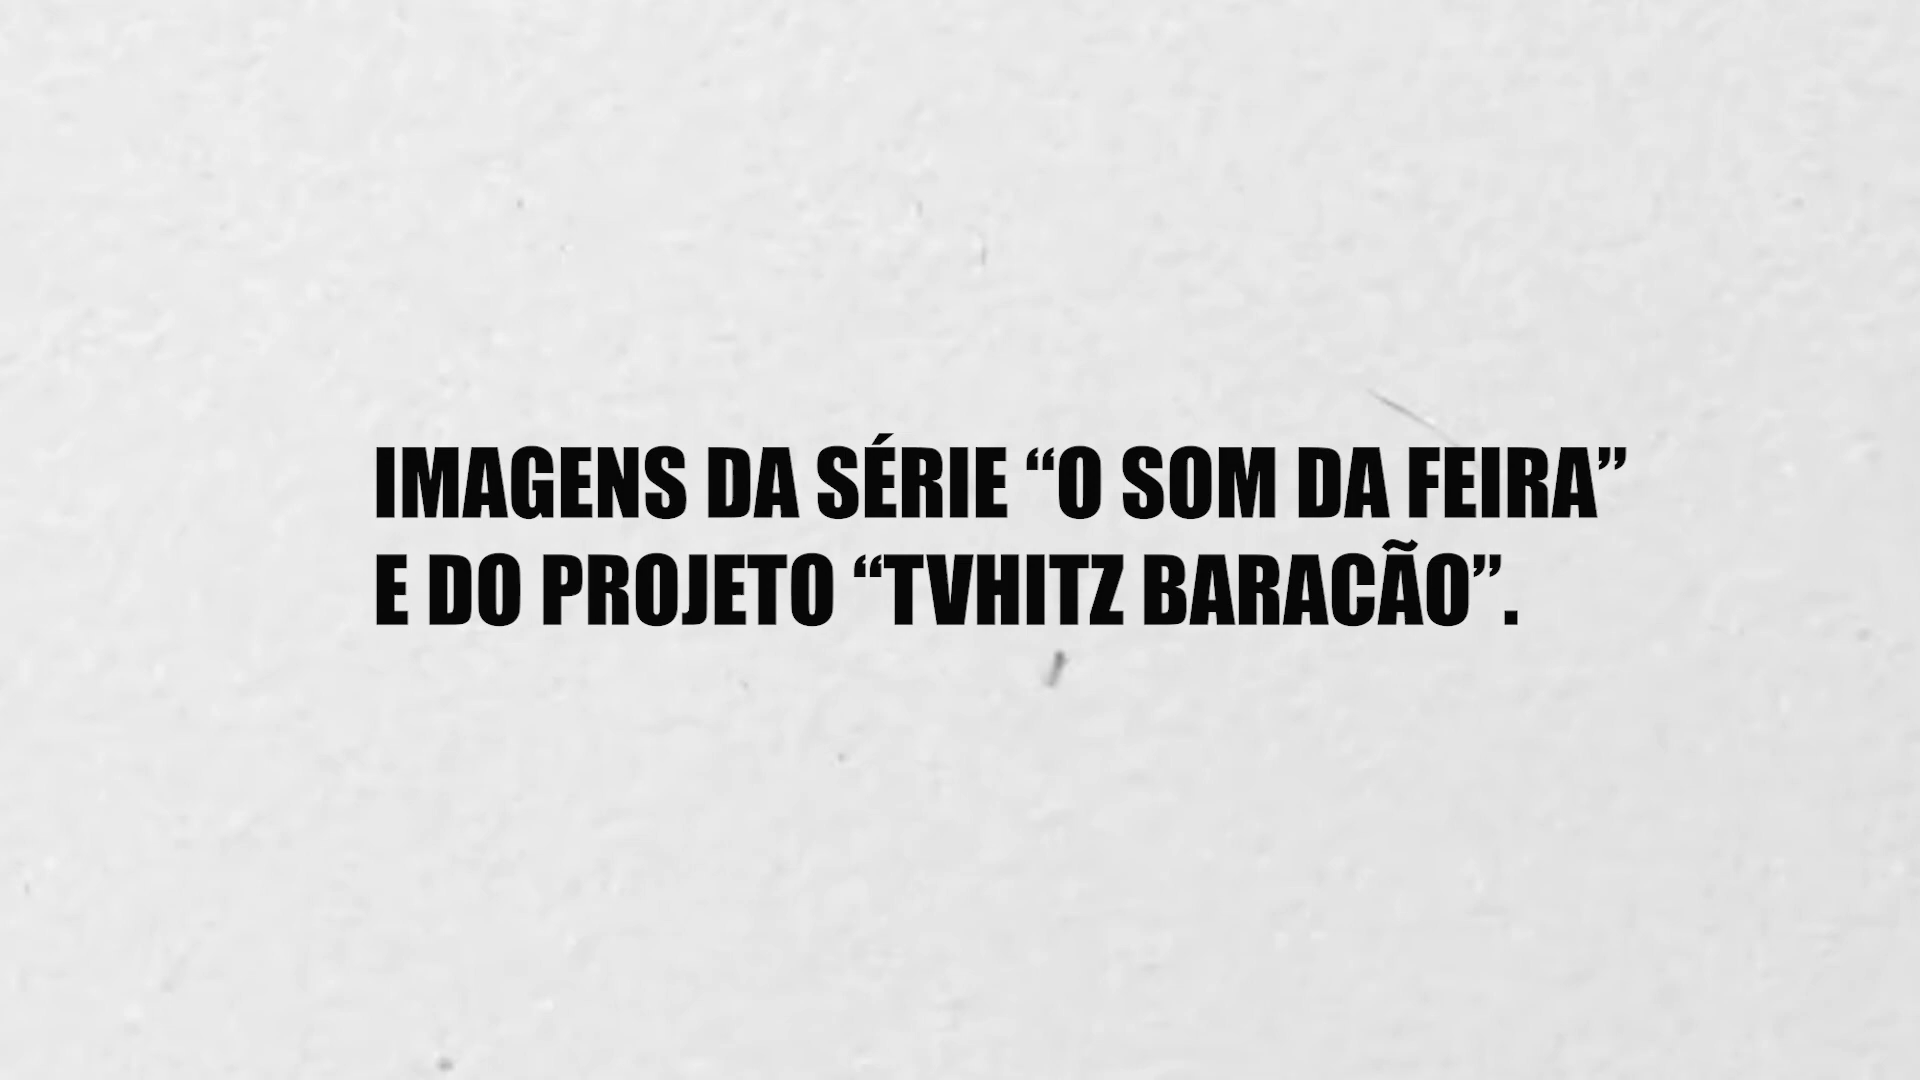 IMAGENS DA SÉRIE “O SOM DA FEIRA”
E DO PROJETO “TVHITZ BARACÃO”.